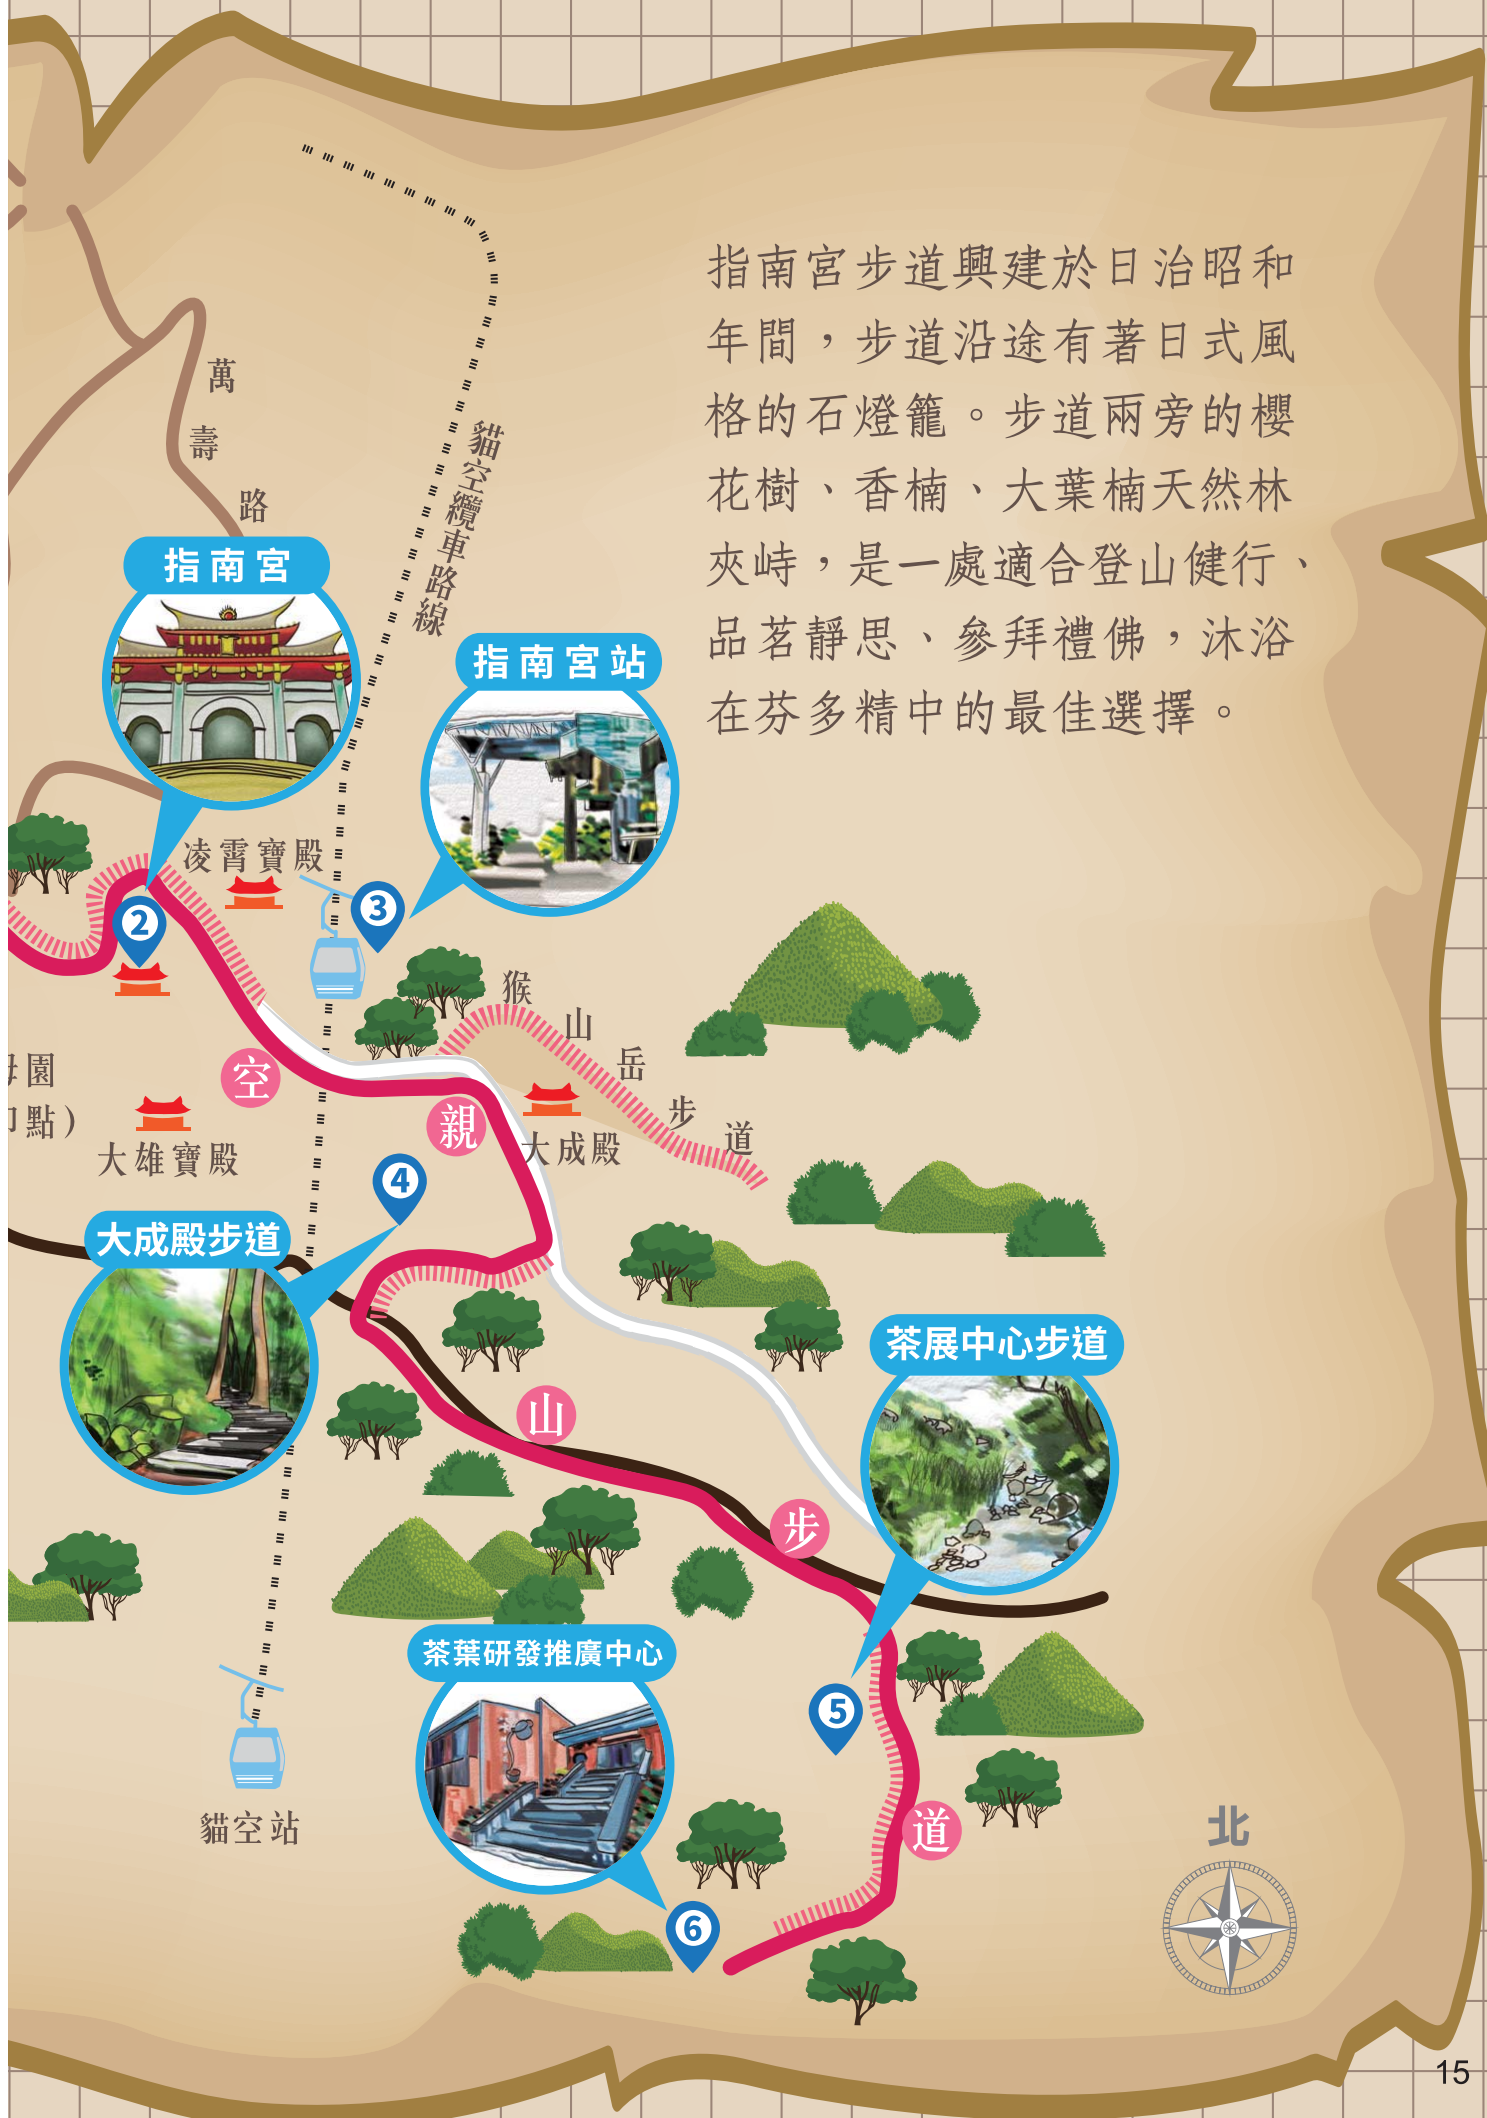 指南宮步道興建於日治昭和
年間，步道沿途有著日式風
格的石燈籠。步道兩旁的櫻
花樹、香楠、大葉楠天然林
夾峙，是一處適合登山健行、
品茗靜思、參拜禮佛，沐浴
在芬多精中的最佳選擇。
萬壽路
貓空纜車路線
指南宮
指南宮站
凌霄寶殿
2
3
猴山岳步道
園
點）
空
親
大成殿
大雄寶殿
4
大成殿步道
茶展中心步道
山
步
茶葉研發推廣中心
5
貓空站
道
北
6
15